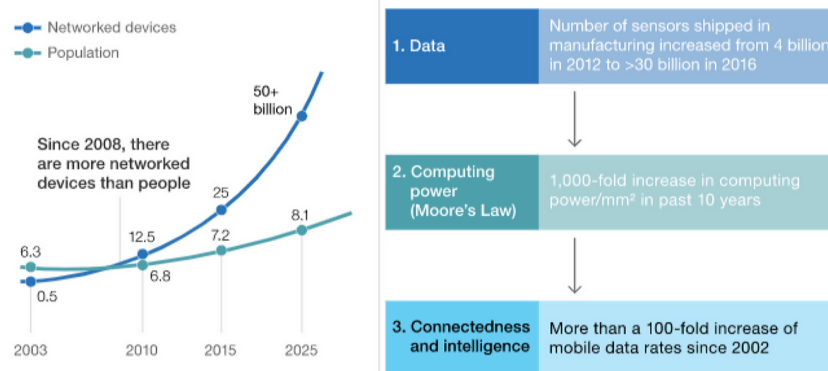 Networked devices
Population
50+
billion
Since 2008, there
are more networked
devices than people
25
12.5
8.1
7.2
6.3
6.8
0.5
2003
2010
2015
2025
1. Data
Number of sensors shipped in
manufacturing increased from 4 billion
in 2012 to >30 billion in 2016
2. Computing
power
(Moore's Law)
1,000-fold increase in computing
power/mm² in past 10 years
3. Connectedness
and intelligence
More than a 100-fold increase of
mobile data rates since 2002